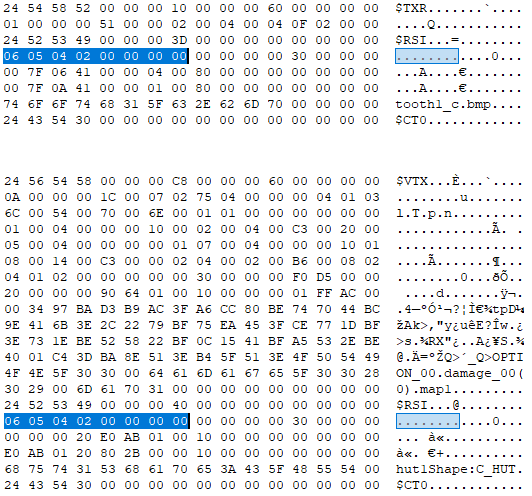 24 54 58 52 00 00 00 10 00 00 00 60 00 00 00 00 $TXR.......`....
01 00 00 00 51 00 00 02 00 04 00 04 0F 02 00 00 ....Q...........
24 52 53 49 00 00 00 3D 00 00 00 00 00 00 00 00 $RSI...=........
06 05 04 02 00 00 00 00 00 00 00 00 30 00 00 00 ............0...
00 7F 06 41 00 00 04 00 80 00 00 00 00 00 00 00 ...A....€.......
00 7F 0A 41 00 00 01 00 80 00 00 00 00 00 00 00 ...A....€.......
74 6F 6F 74 68 31 5F 63 2E 62 6D 70 00 00 00 00 tooth1_c.bmp....
24 43 54 30 00 00 00 00 00 00 00 00 00 00 00 00 $CT0............
24 56 54 58 00 00 00 C8 00 00 00 60 00 00 00 00 $VTX...È...`....
0A 00 00 00 1C 00 07 02 75 04 00 00 00 04 01 03 ........u.......
6C 00 54 00 70 00 6E 00 01 01 00 00 00 00 00 00 l.T.p.n.........
01 00 04 00 00 00 10 00 02 00 04 00 C3 00 20 00 ............Ã. .
05 00 04 00 00 00 00 01 07 00 04 00 00 00 10 01 ................
08 00 14 00 C3 00 00 02 04 00 02 00 B6 00 08 02 ....Ã.......¶...
04 01 02 00 00 00 00 00 30 00 00 00 F0 D5 00 00 ........0...ðÕ..
20 00 00 00 90 64 01 00 10 00 00 00 01 FF AC 00 ....d.......ÿ¬.
00 34 97 BA D3 B9 AC 3F A6 CC 80 BE 74 70 44 BC .4—ºÓ¹¬?¦Ì€¾tpD¼
9E 41 6B 3E 2C 22 79 BF 75 EA 45 3F CE 77 1D BF žAk>,"y¿uêE?Îw.¿
3E 73 1E BE 52 58 22 BF 0C 15 41 BF A5 53 2E BE >s.¾RX"¿..A¿¥S.¾
40 01 C4 3D BA 8E 51 3E B4 5F 51 3E 4F 50 54 49 @.Ä=ºŽQ>´_Q>OPTI
4F 4E 5F 30 30 00 64 61 6D 61 67 65 5F 30 30 28 ON_00.damage_00(
30 29 00 6D 61 70 31 00 00 00 00 00 00 00 00 00 0).map1.........
24 52 53 49 00 00 00 40 00 00 00 00 00 00 00 00 $RSI...@........
06 05 04 02 00 00 00 00 00 00 00 00 30 00 00 00 ............0...
00 00 00 20 E0 AB 01 00 10 00 00 00 00 00 00 00 ... à«..........
E0 AB 01 20 80 2B 00 00 10 00 00 00 00 00 00 00 à«. €+..........
68 75 74 31 53 68 61 70 65 3A 43 5F 48 55 54 00 hut1Shape:C_HUT.
24 43 54 30 00 00 00 00 00 00 00 00 00 00 00 00 $CT0............